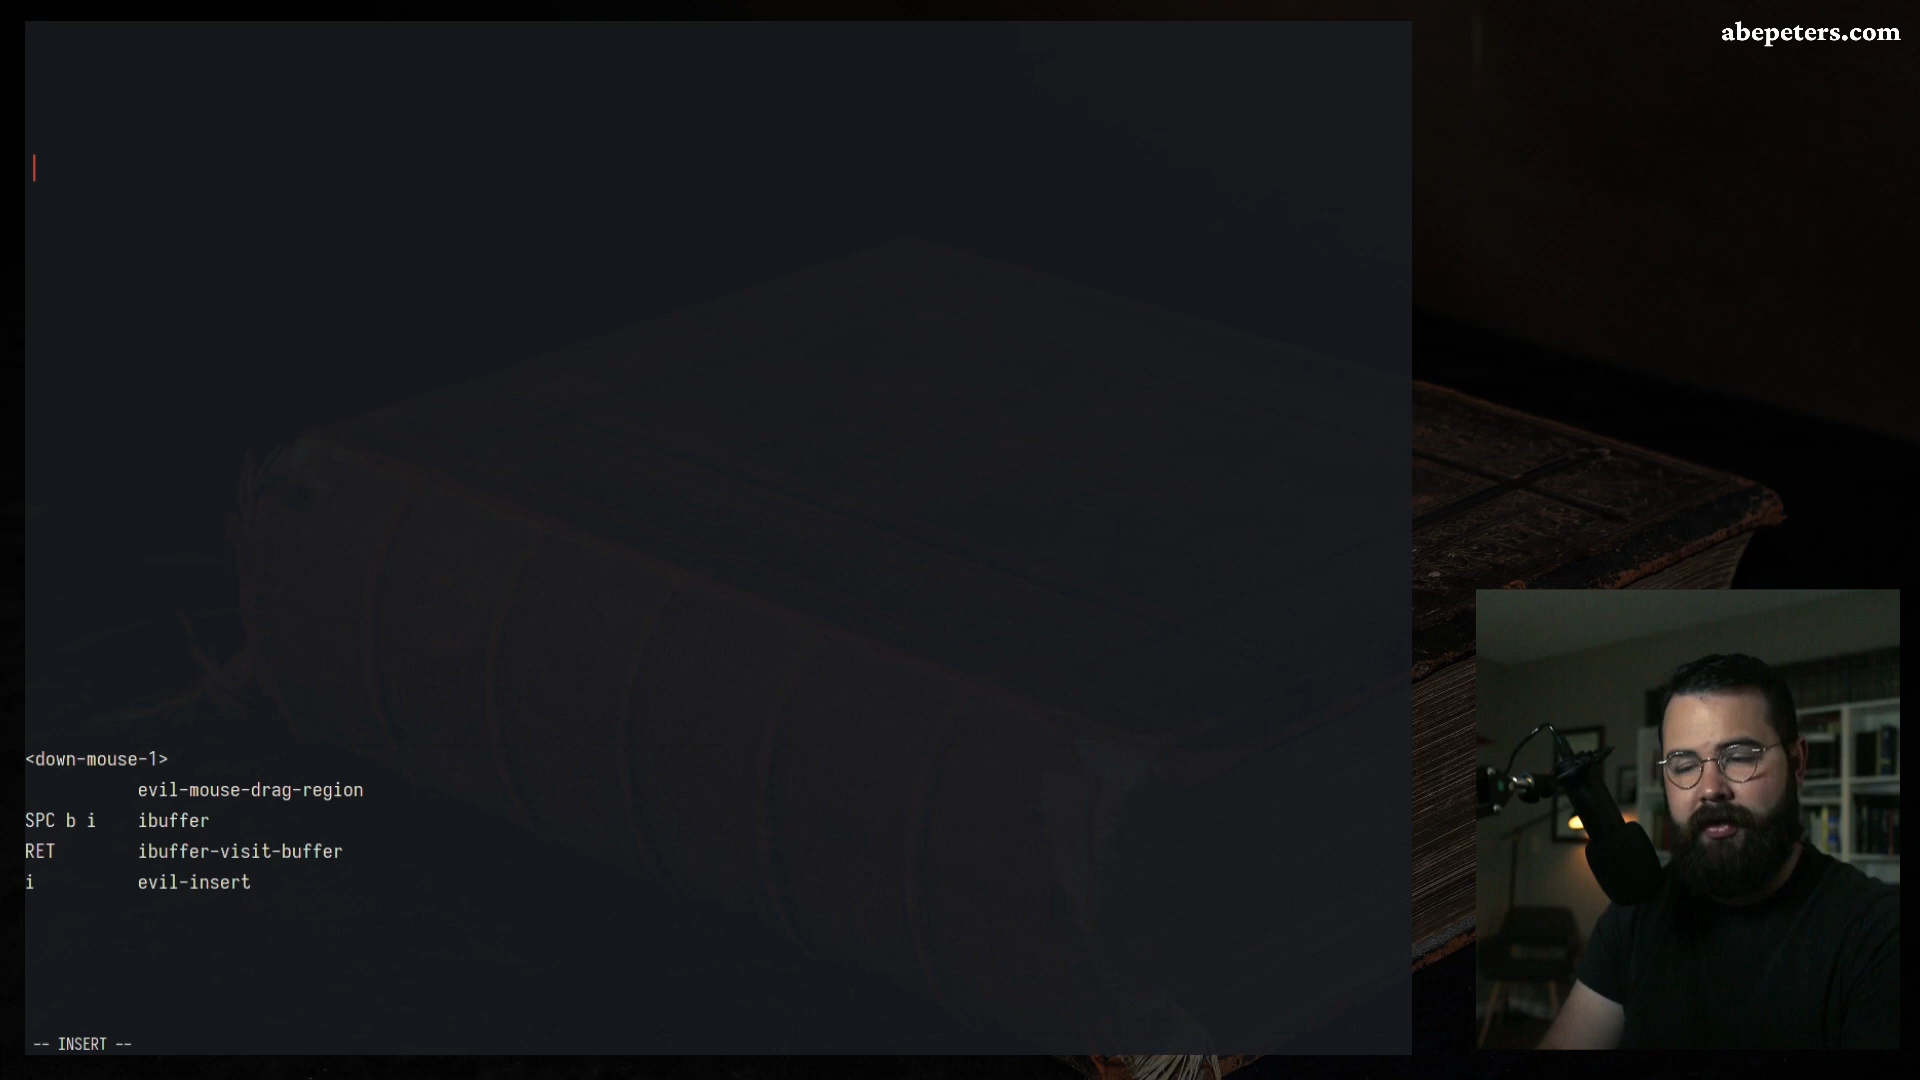 abepeters.com
<down-mouse-1>
evil-mouse-drag-region
SPC b i ibuffer
RET ibuffer-visit-buffer
i evil-insert
-- INSERT --